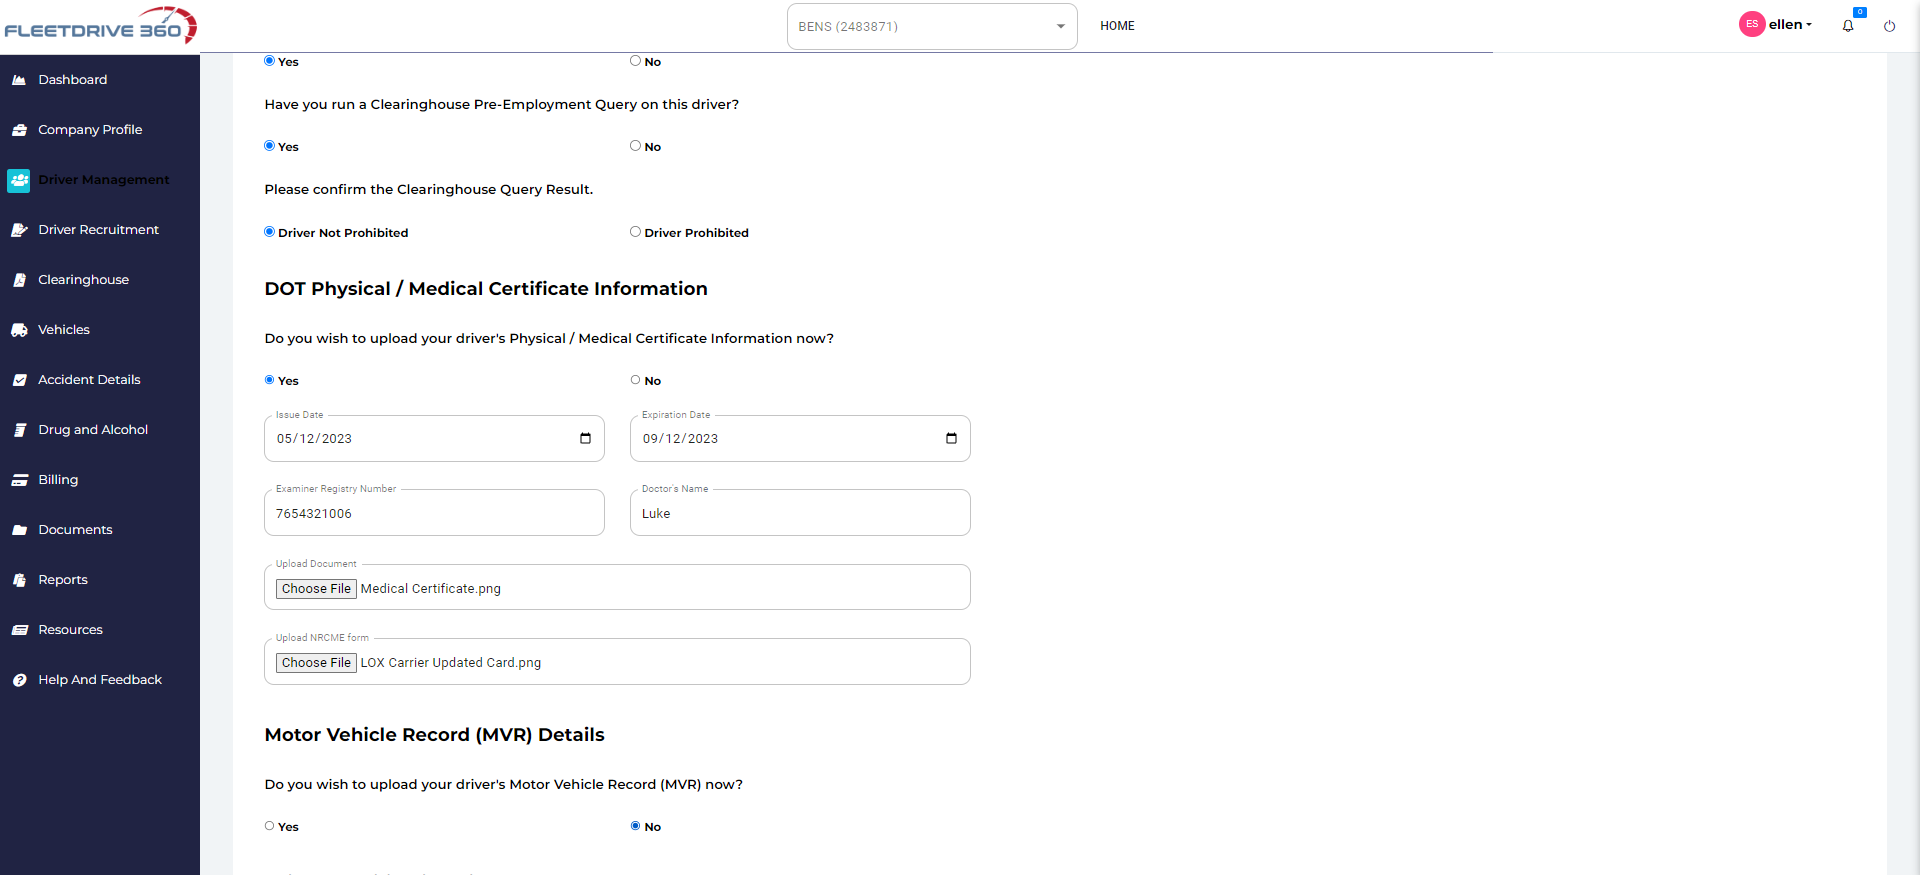 FLEETDRIVE 360
BENS (2483871)
HOME
ES
ellen
0
Dashboard
Company Profile
Driver Management
Driver Recruitment
Clearinghouse
Vehicles
Accident Details
Drug and Alcohol
Billing
Documents
Reports
Resources
Help And Feedback
Yes No
Have you run a Clearinghouse Pre-Employment Query on this driver?
Yes No
Please confirm the Clearinghouse Query Result.
Driver Not Prohibited Driver Prohibited
DOT Physical / Medical Certificate Information
Do you wish to upload your driver's Physical / Medical Certificate Information now?
Yes No
Issue Date Expiration Date
05/12/2023 09/12/2023
Examiner Registry Number Doctor's Name
7654321006 Luke
Upload Document
Choose File Medical Certificate.png
Upload NRCME form
Choose File LOX Carrier Updated Card.png
Motor Vehicle Record (MVR) Details
Do you wish to upload your driver's Motor Vehicle Record (MVR) now?
Yes No